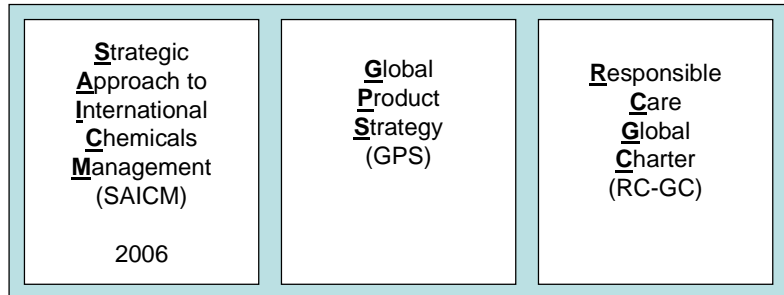 Strategic
Approach to
International
Chemicals
Management
(SAICM)
2006
Global
Product
Strategy
(GPS)
Responsible
Care
Global
Charter
(RC-GC)